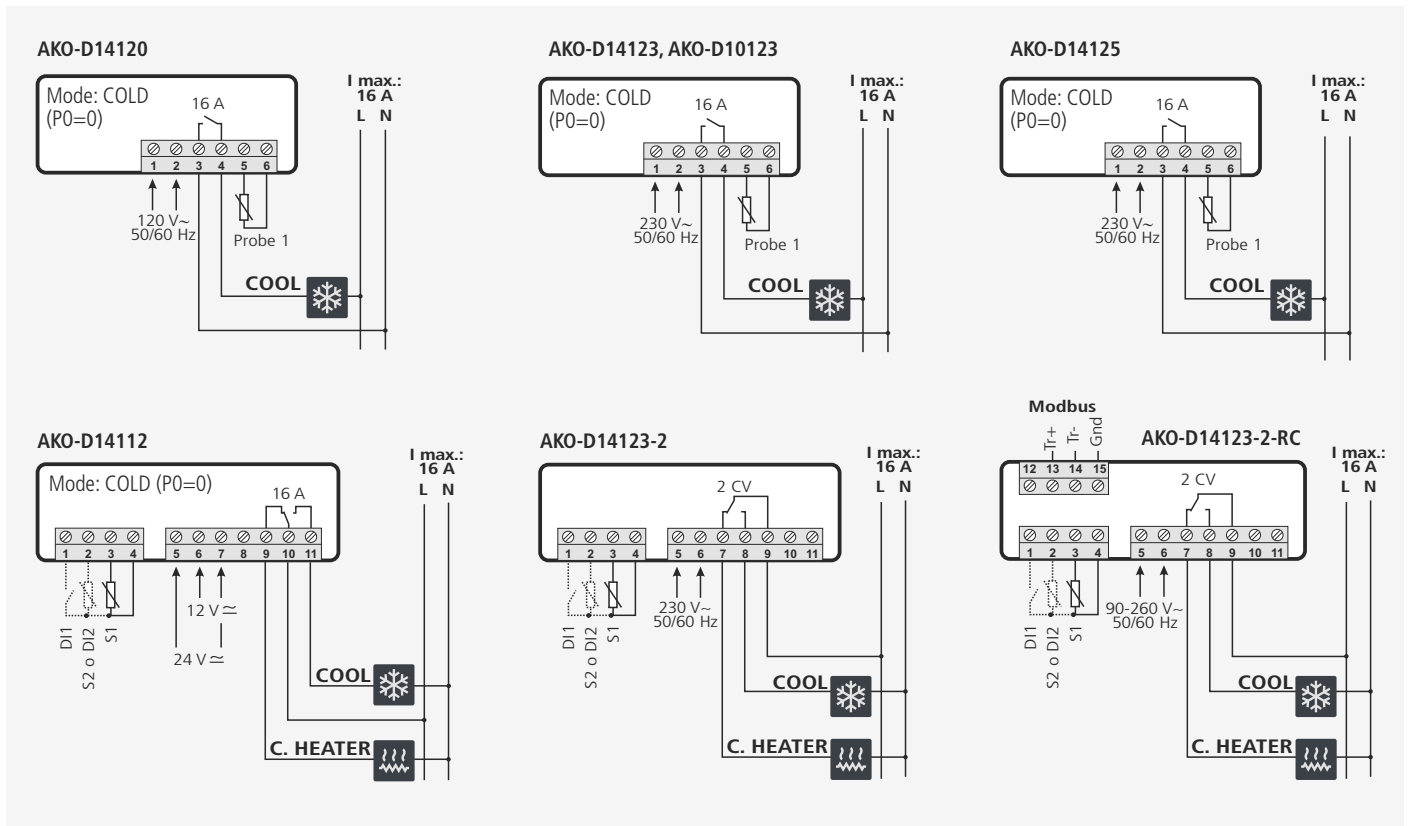 AKO-D14120
Mode: COLD
(P0=0)
16 A
1 2 3 4 5 6
120 V~
50/60 Hz
Probe 1
COOL
I max.:
16 A
L N
AKO-D14123, AKO-D10123
Mode: COLD
(P0=0)
16 A
1 2 3 4 5 6
230 V~
50/60 Hz
Probe 1
COOL
I max.:
16 A
L N
AKO-D14125
Mode: COLD
(P0=0)
16 A
1 2 3 4 5 6
230 V~
50/60 Hz
Probe 1
COOL
I max.:
16 A
L N
AKO-D14112
Mode: COLD (P0=0)
16 A
1 2 3 4 5 6 7 8 9 10 11
DI1
S2 o DI2
S1
12 V ≃
24 V ≃
COOL
C. HEATER
I max.:
16 A
L N
AKO-D14123-2
2 CV
1 2 3 4 5 6 7 8 9 10 11
DI1
S2 o DI2
S1
230 V~
50/60 Hz
COOL
C. HEATER
I max.:
16 A
L N
Modbus
Tr+
Tr-
Gnd
AKO-D14123-2-RC
12 13 14 15
2 CV
1 2 3 4 5 6 7 8 9 10 11
DI1
S2 o DI2
S1
90-260 V~
50/60 Hz
COOL
C. HEATER
I max.:
16 A
L N